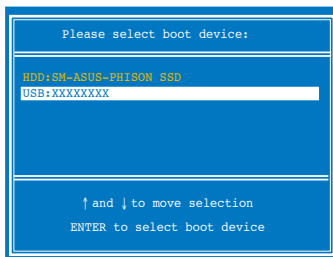 Please select boot device:
HDD:SM-ASUS-PHISON SSD
USB:XXXXXXXX
↑ and ↓ to move selection
ENTER to select boot device